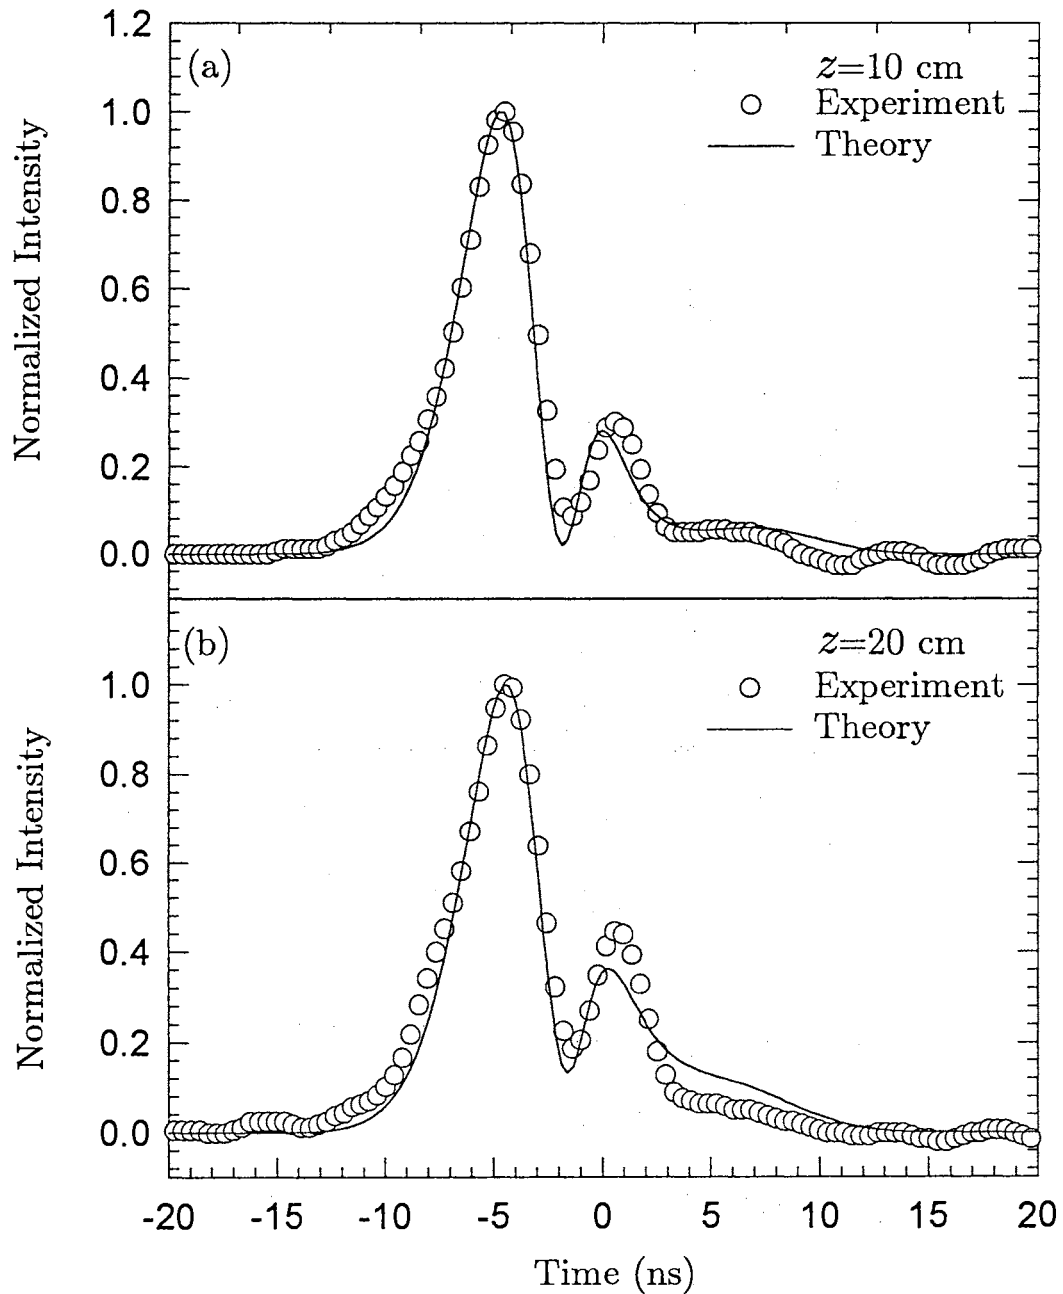 1.2
(a)
z=10 cm
Experiment
Theory
1.0
0.8
0.6
0.4
0.2
0.0
Normalized Intensity
(b)
z=20 cm
Experiment
Theory
1.0
0.8
0.6
0.4
0.2
0.0
Normalized Intensity
-20 -15 -10 -5 0 5 10 15 20
Time (ns)